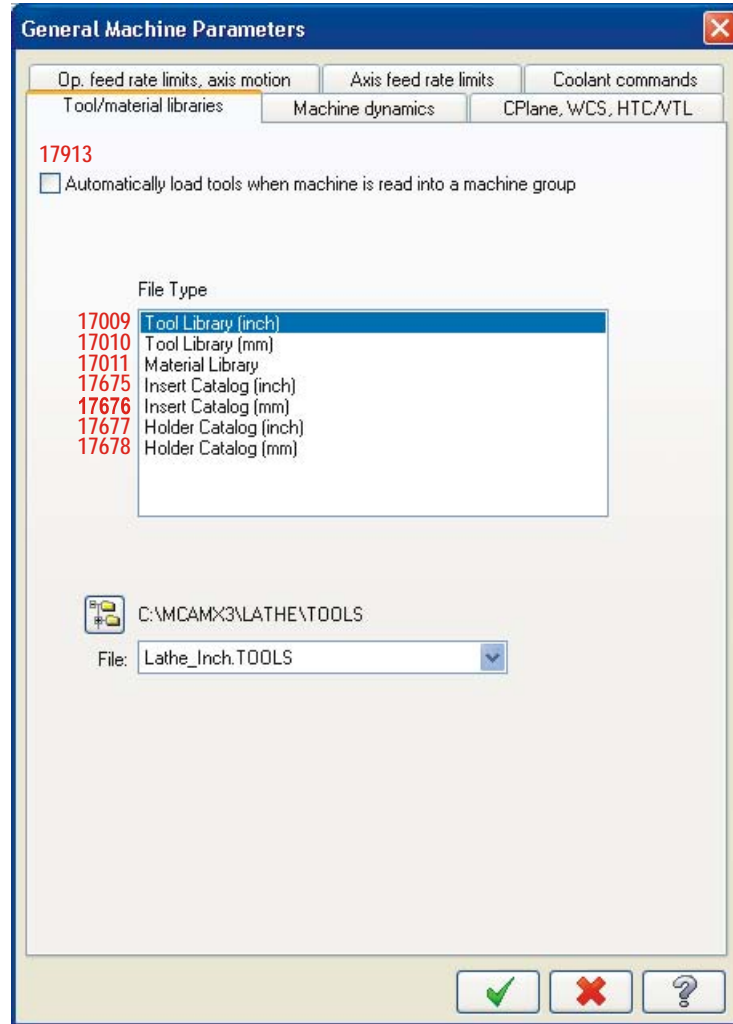 General Machine Parameters
Op. feed rate limits, axis motion
Axis feed rate limits
Coolant commands
Tool/material libraries
Machine dynamics
CPlane, WCS, HTC/VTL
17913
Automatically load tools when machine is read into a machine group
File Type
17009 Tool Library (inch)
17010 Tool Library (mm)
17011 Material Library
17675 Insert Catalog (inch)
17676 Insert Catalog (mm)
17677 Holder Catalog (inch)
17678 Holder Catalog (mm)
C:\MCAMX3\LATHE\TOOLS
File: Lathe_Inch.TOOLS